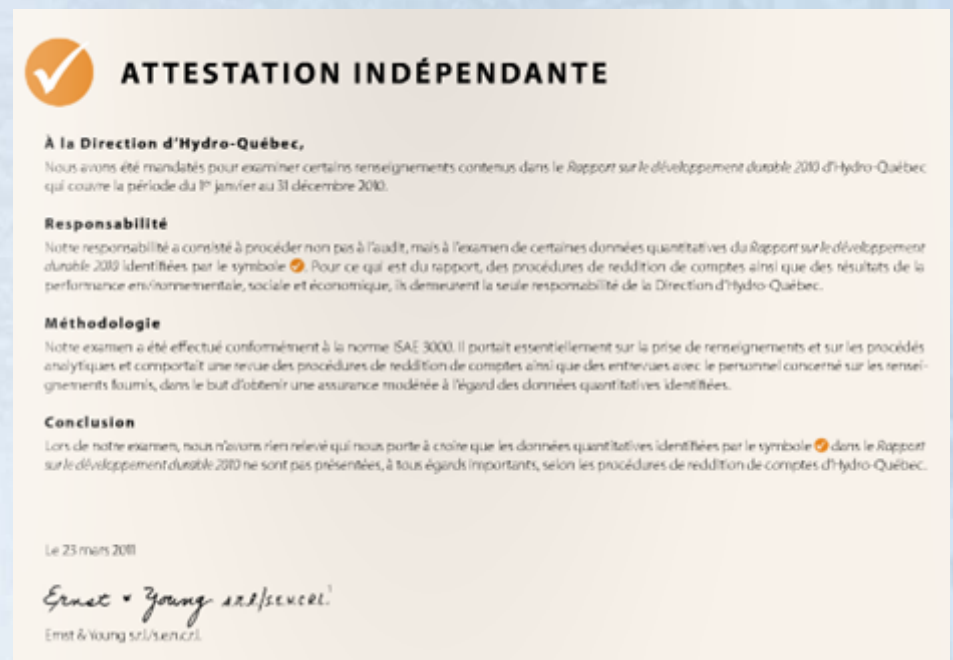 ATTESTATION INDÉPENDANTE
À la Direction d'Hydro-Québec,
Nous avons été mandatés pour examiner certains renseignements contenus dans le Rapport sur le développement durable 2010 d'Hydro-Québec
qui couvre la période du 1er janvier au 31 décembre 2010.
Responsabilité
Notre responsabilité a consisté à procéder non pas à l'audit, mais à l'examen de certaines données quantitatives du Rapport sur le développement
durable 2010 identifiées par le symbole . Pour ce qui est du rapport, des procédures de reddition de comptes ainsi que des résultats de la
performance environnementale, sociale et économique, ils demeurent la seule responsabilité de la Direction d'Hydro-Québec.
Méthodologie
Notre examen a été effectué conformément à la norme ISAE 3000. Il portait essentiellement sur la prise de renseignements et sur les procédés
analytiques et comportait une revue des procédures de reddition de comptes ainsi que des entrevues avec le personnel concerné sur les rensei-
gnements fournis, dans le but d'obtenir une assurance modérée à l'égard des données quantitatives identifiées.
Conclusion
Lors de notre examen, nous n'avons rien relevé qui nous porte à croire que les données quantitatives identifiées par le symbole dans le Rapport
sur le développement durable 2010 ne sont pas présentées, à tous égards importants, selon les procédures de reddition de comptes d'Hydro-Québec.
Le 23 mars 2011
Ernst & Young s.r.l./s.e.n.c.r.l.
Ernst & Young s.r.l./s.e.n.c.r.l.